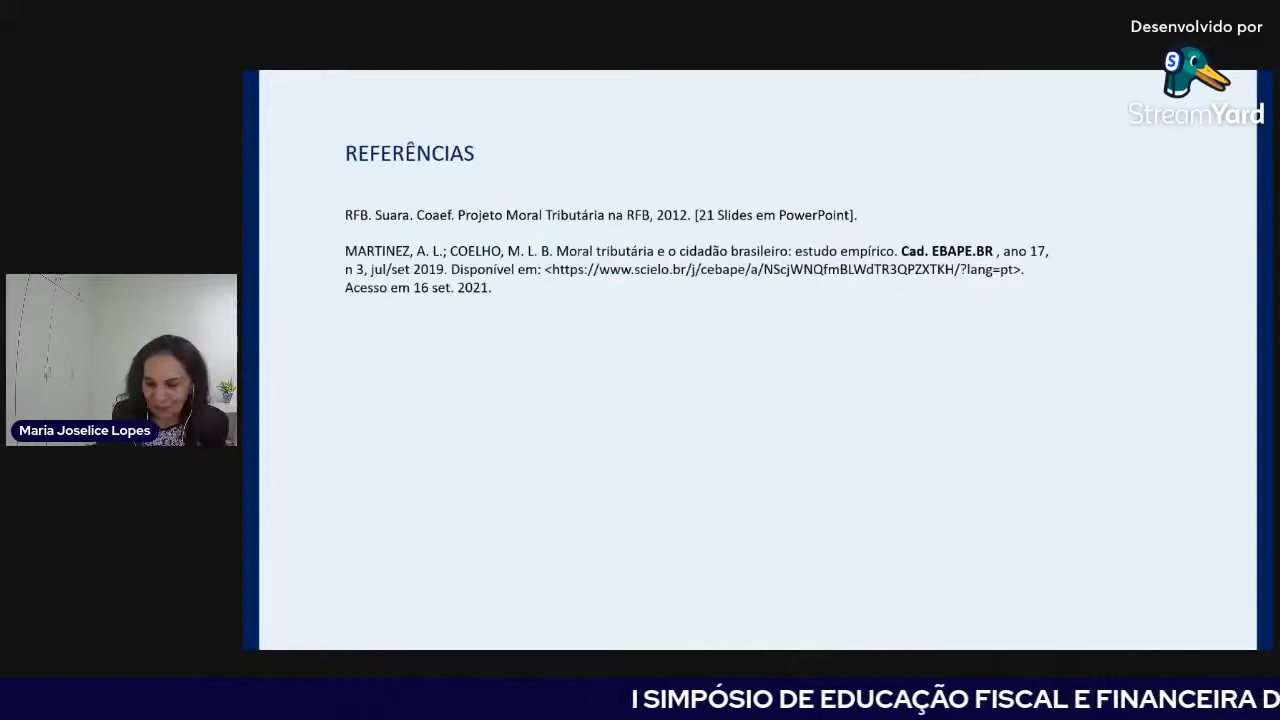 Desenvolvido por
StreamYard
REFERÊNCIAS
RFB. Suara. Coaef. Projeto Moral Tributária na RFB, 2012. [21 Slides em PowerPoint].
MARTINEZ, A. L.; COELHO, M. L. B. Moral tributária e o cidadão brasileiro: estudo empírico. Cad. EBAPE.BR , ano 17,
n 3, jul/set 2019. Disponível em: <https://www.scielo.br/j/cebape/a/NScjWNQfmBLWdTR3QPZXTKH/?lang=pt>.
Acesso em 16 set. 2021.
Maria Joselice Lopes
I SIMPÓSIO DE EDUCAÇÃO FISCAL E FINANCEIRA D